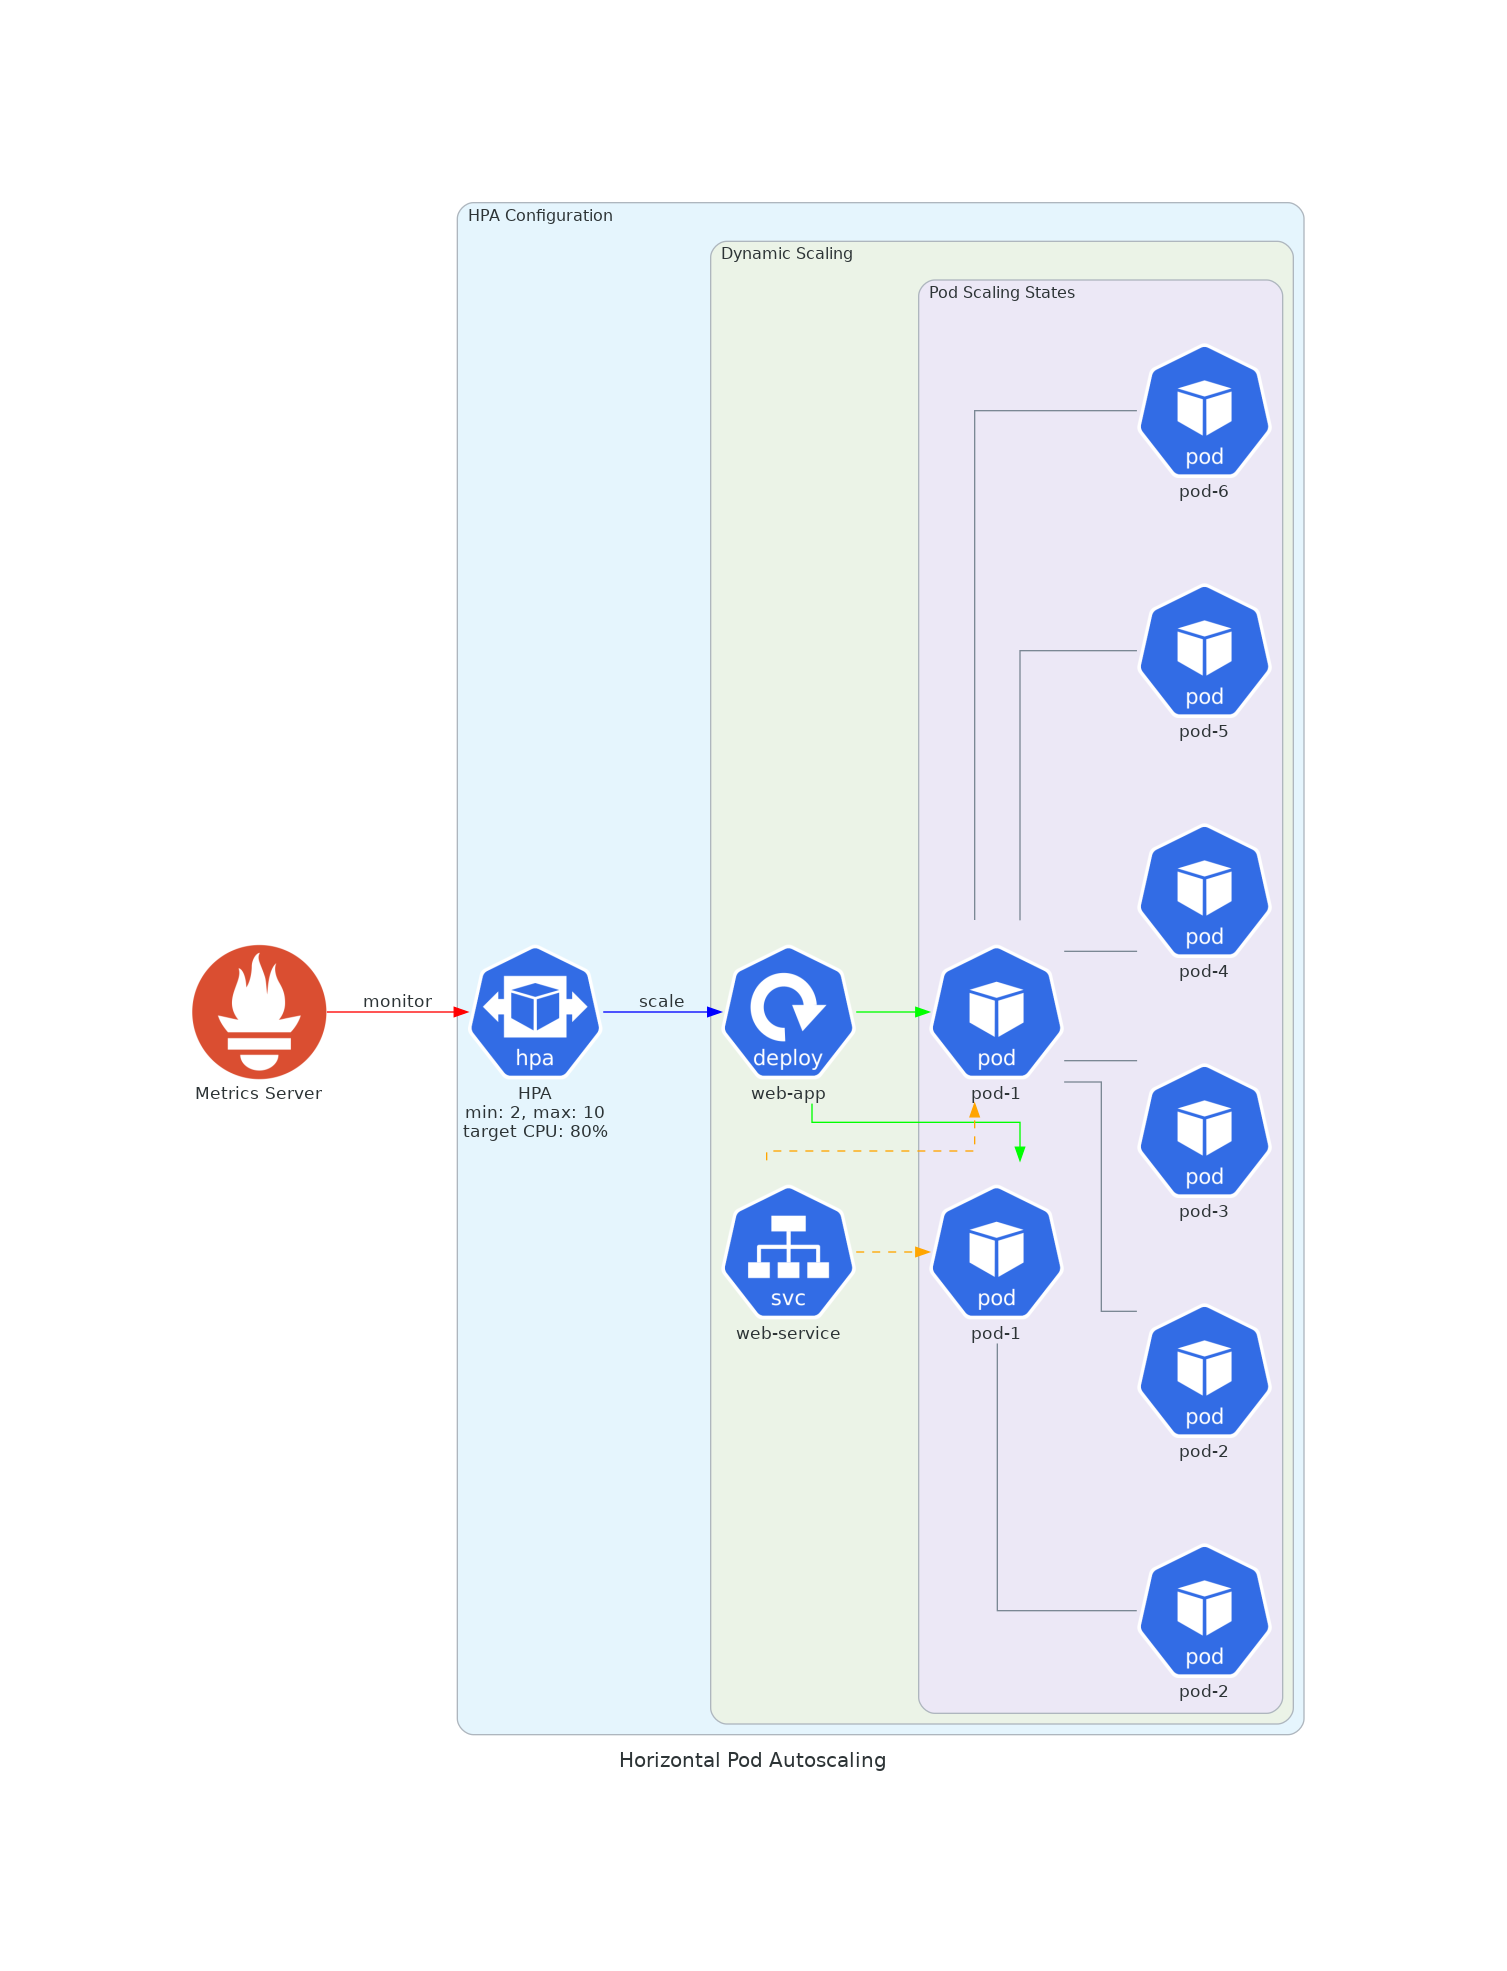 HPA Configuration
Dynamic Scaling
Pod Scaling States
pod
pod-6
pod
pod-5
pod
pod-4
monitor
scale
hpa
deploy
pod
Metrics Server
HPA
min: 2, max: 10
target CPU: 80%
web-app
pod-1
pod
pod-3
svc
web-service
pod
pod-1
pod
pod-2
pod
pod-2
Horizontal Pod Autoscaling